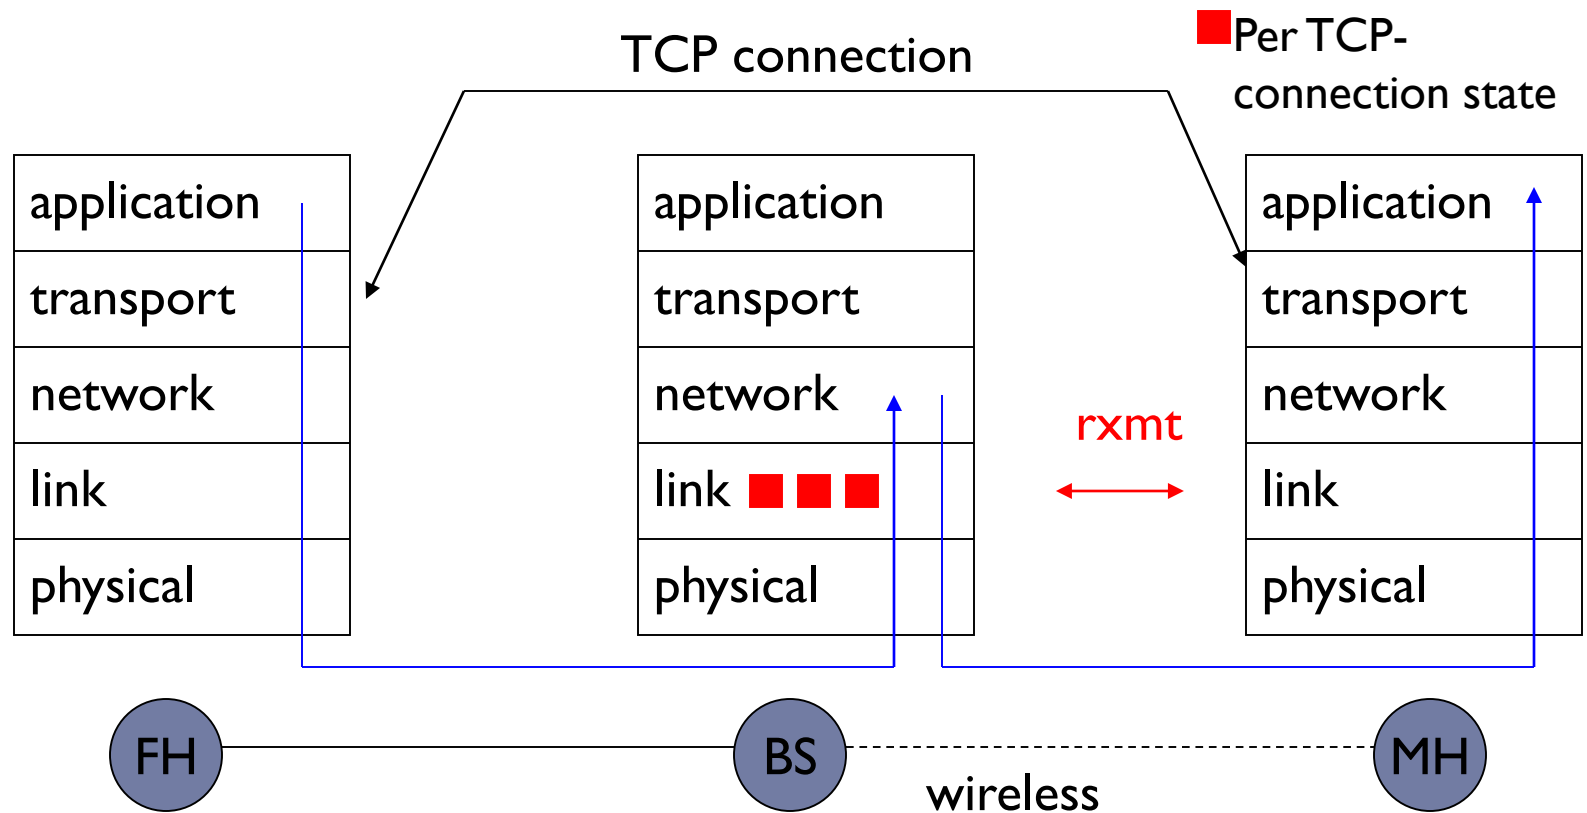 TCP connection
Per TCP-
connection state
application
transport
network
link
physical
application
transport
network
link
physical
rxmt
application
transport
network
link
physical
FH
BS
MH
wireless